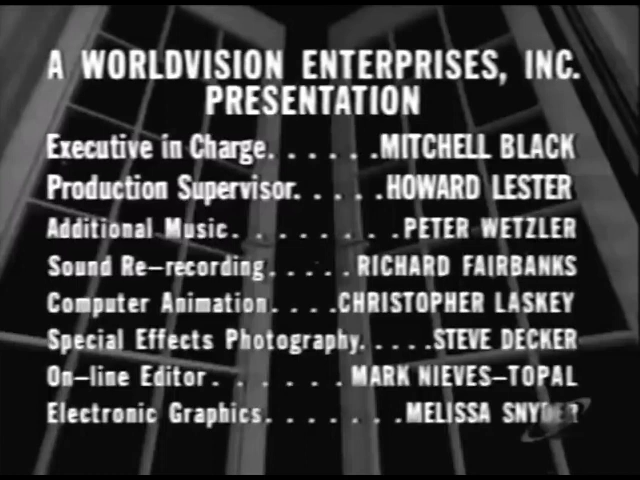 A WORLDVISION ENTERPRISES, INC.
PRESENTATION
Executive in Charge. . . . . .MITCHELL BLACK
Production Supervisor. . . . .HOWARD LESTER
Additional Music. . . . . . . .PETER WETZLER
Sound Re-recording. . . . .RICHARD FAIRBANKS
Computer Animation. . . .CHRISTOPHER LASKEY
Special Effects Photography. . . . .STEVE DECKER
On-line Editor. . . . . . MARK NIEVES-TOPAL
Electronic Graphics. . . . . . .MELISSA SNYDER